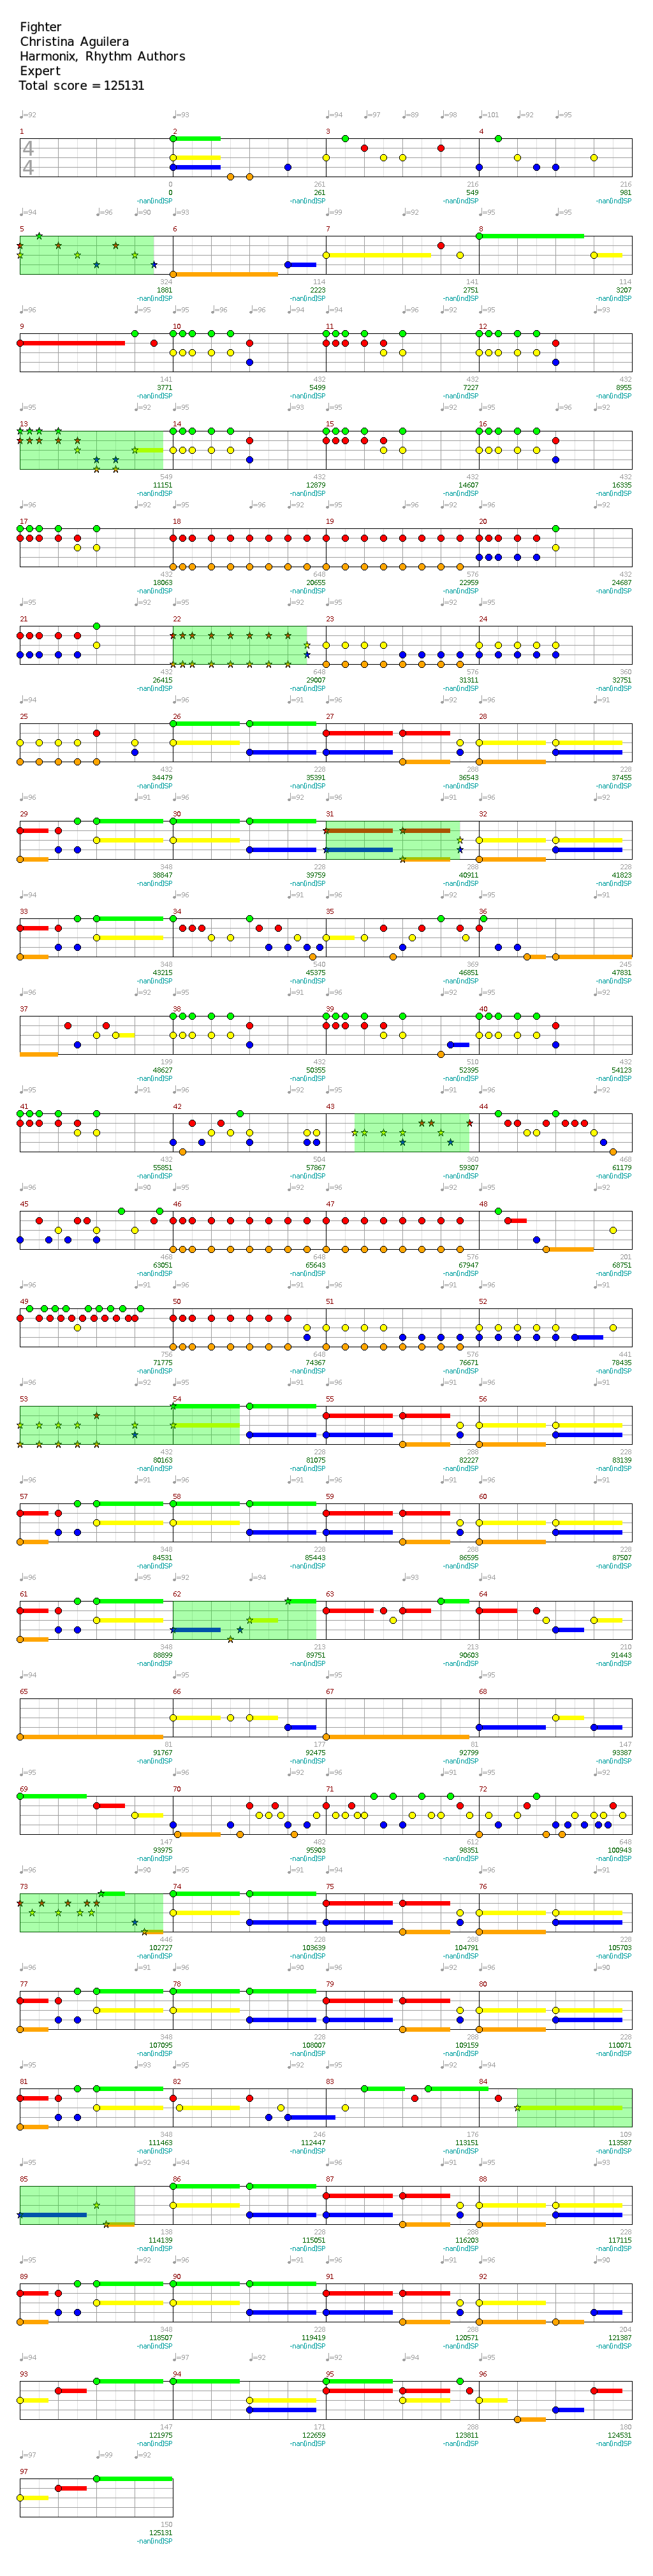 Fighter
Christina Aguilera
Harmonix, Rhythm Authors
Expert
Total score = 125131
♩=92 ♩=93 ♩=94 ♩=97 ♩=89 ♩=98 ♩=101 ♩=92 ♩=95
1 2 3 4
4
4
0 261 216 216
0 261 549 981
-nan(ind)SP -nan(ind)SP -nan(ind)SP -nan(ind)SP
♩=94 ♩=96 ♩=90 ♩=93 ♩=91 ♩=95 ♩=95
5 6 7 8
324 114 141 114
1881 2223 2751 3207
-nan(ind)SP -nan(ind)SP -nan(ind)SP -nan(ind)SP
9 10 11 12
141 432 432 432
3771 5499 7227 8955
-nan(ind)SP -nan(ind)SP -nan(ind)SP -nan(ind)SP
13 14 15 16
549 432 432 432
11151 12879 14607 16335
-nan(ind)SP -nan(ind)SP -nan(ind)SP -nan(ind)SP
17 18 19 20
432 648 576 432
18063 20655 22959 24687
-nan(ind)SP -nan(ind)SP -nan(ind)SP -nan(ind)SP
21 22 23 24
432 648 576 360
26415 29007 31311 32751
-nan(ind)SP -nan(ind)SP -nan(ind)SP -nan(ind)SP
25 26 27 28
432 228 288 228
34479 35391 36543 37455
-nan(ind)SP -nan(ind)SP -nan(ind)SP -nan(ind)SP
29 30 31 32
348 228 288 228
38847 39759 40911 41823
-nan(ind)SP -nan(ind)SP -nan(ind)SP -nan(ind)SP
33 34 35 36
348 540 369 245
43215 45375 46851 47831
-nan(ind)SP -nan(ind)SP -nan(ind)SP -nan(ind)SP
37 38 39 40
199 432 510 432
48627 50355 52395 54123
-nan(ind)SP -nan(ind)SP -nan(ind)SP -nan(ind)SP
41 42 43 44
432 504 360 468
55851 57867 59307 61179
-nan(ind)SP -nan(ind)SP -nan(ind)SP -nan(ind)SP
45 46 47 48
468 648 576 201
63051 65643 67947 68751
-nan(ind)SP -nan(ind)SP -nan(ind)SP -nan(ind)SP
49 50 51 52
756 648 576 441
71775 74367 76671 78435
-nan(ind)SP -nan(ind)SP -nan(ind)SP -nan(ind)SP
53 54 55 56
432 228 288 228
80163 81075 82227 83139
-nan(ind)SP -nan(ind)SP -nan(ind)SP -nan(ind)SP
57 58 59 60
348 228 288 228
84531 85443 86595 87507
-nan(ind)SP -nan(ind)SP -nan(ind)SP -nan(ind)SP
61 62 63 64
348 213 213 210
88899 89751 90603 91443
-nan(ind)SP -nan(ind)SP -nan(ind)SP -nan(ind)SP
65 66 67 68
81 177 81 147
91767 92475 92799 93387
-nan(ind)SP -nan(ind)SP -nan(ind)SP -nan(ind)SP
69 70 71 72
147 482 612 648
93975 95903 98351 100943
-nan(ind)SP -nan(ind)SP -nan(ind)SP -nan(ind)SP
73 74 75 76
446 228 288 228
102727 103639 104791 105703
-nan(ind)SP -nan(ind)SP -nan(ind)SP -nan(ind)SP
77 78 79 80
348 228 288 228
107095 108007 109159 110071
-nan(ind)SP -nan(ind)SP -nan(ind)SP -nan(ind)SP
81 82 83 84
348 246 176 109
111463 112447 113151 113587
-nan(ind)SP -nan(ind)SP -nan(ind)SP -nan(ind)SP
85 86 87 88
138 228 288 228
114139 115051 116203 117115
-nan(ind)SP -nan(ind)SP -nan(ind)SP -nan(ind)SP
89 90 91 92
348 228 288 204
118507 119419 120571 121387
-nan(ind)SP -nan(ind)SP -nan(ind)SP -nan(ind)SP
93 94 95 96
147 171 288 180
121975 122659 123811 124531
-nan(ind)SP -nan(ind)SP -nan(ind)SP -nan(ind)SP
♩=97 ♩=99 ♩=92
97
150
125131
-nan(ind)SP